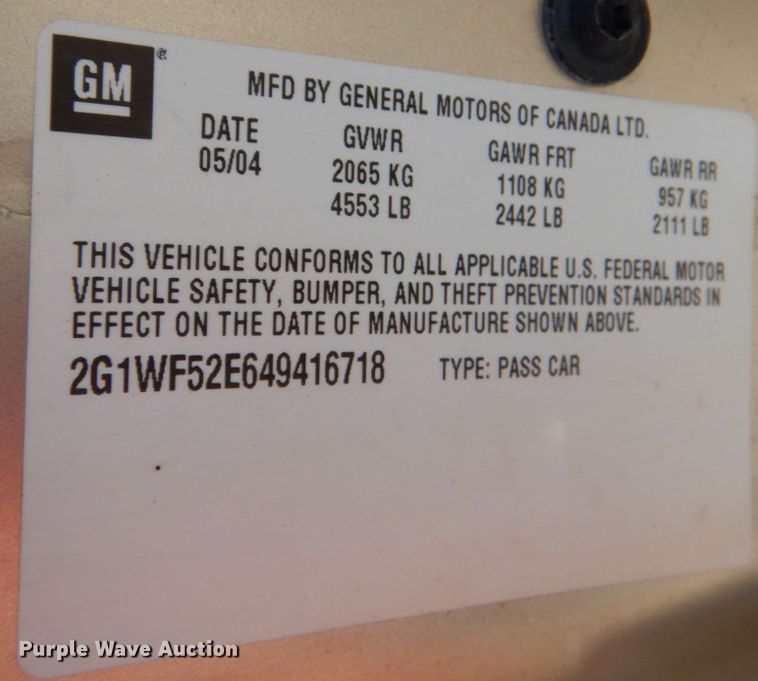 GM®
MFD BY GENERAL MOTORS OF CANADA LTD.
DATE GVWR GAWR FRT GAWR RR
05/04 2065 KG 1108 KG 957 KG
4553 LB 2442 LB 2111 LB
THIS VEHICLE CONFORMS TO ALL APPLICABLE U.S. FEDERAL MOTOR
VEHICLE SAFETY, BUMPER, AND THEFT PREVENTION STANDARDS IN
EFFECT ON THE DATE OF MANUFACTURE SHOWN ABOVE.
2G1WF52E649416718 TYPE: PASS CAR
Purple Wave Auction